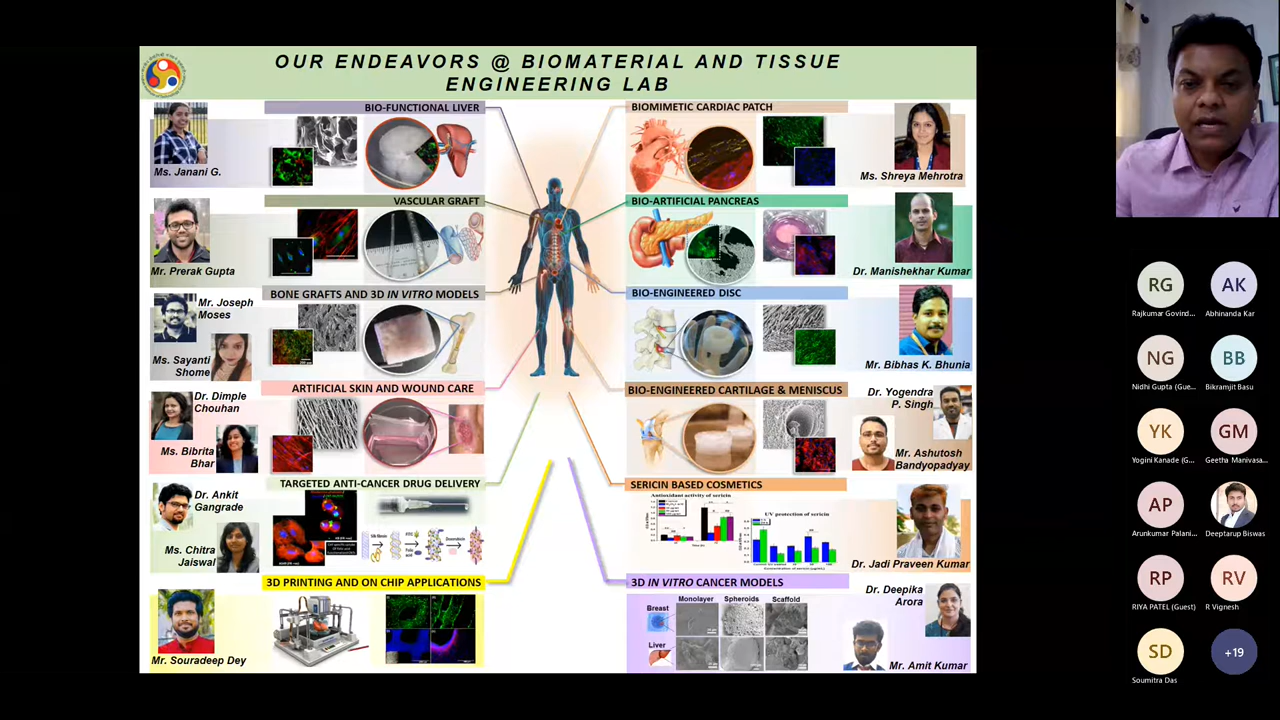 OUR ENDEAVORS @ BIOMATERIAL AND TISSUE
ENGINEERING LAB
BIO-FUNCTIONAL LIVER
Ms. Janani G.
VASCULAR GRAFT
Mr. Prerak Gupta
BONE GRAFTS AND 3D IN VITRO MODELS
Mr. Joseph
Moses
Ms. Sayanti
Shome
ARTIFICIAL SKIN AND WOUND CARE
Dr. Dimple
Chouhan
Ms. Bibrita
Bhar
TARGETED ANTI-CANCER DRUG DELIVERY
Dr. Ankit
Gangrade
Ms. Chitra
Jaiswal
3D PRINTING AND ON CHIP APPLICATIONS
Mr. Souradeep Dey
BIOMIMETIC CARDIAC PATCH
Ms. Shreya Mehrotra
BIO-ARTIFICIAL PANCREAS
Dr. Manishekhar Kumar
BIO-ENGINEERED DISC
Mr. Bibhas K. Bhunia
BIO-ENGINEERED CARTILAGE & MENISCUS
Dr. Yogendra
P. Singh
Mr. Ashutosh
Bandyopadyay
SERICIN BASED COSMETICS
Antioxidant activity of sericin
UV protection of sericin
Dr. Jadi Praveen Kumar
3D IN VITRO CANCER MODELS
Monolayer Spheroids Scaffold
Breast
Liver
Dr. Deepika
Arora
Mr. Amit Kumar
RG AK
Rajkumar Govind... Abhinanda Kar
NG BB
Nidhi Gupta (Gue... Bikramjit Basu
YK GM
Yogini Kanade (G... Geetha Manivasa...
AP
Arunkumar Palani... Deeptarup Biswas
RP RV
RIYA PATEL (Guest) R Vignesh
SD +19
Soumitra Das